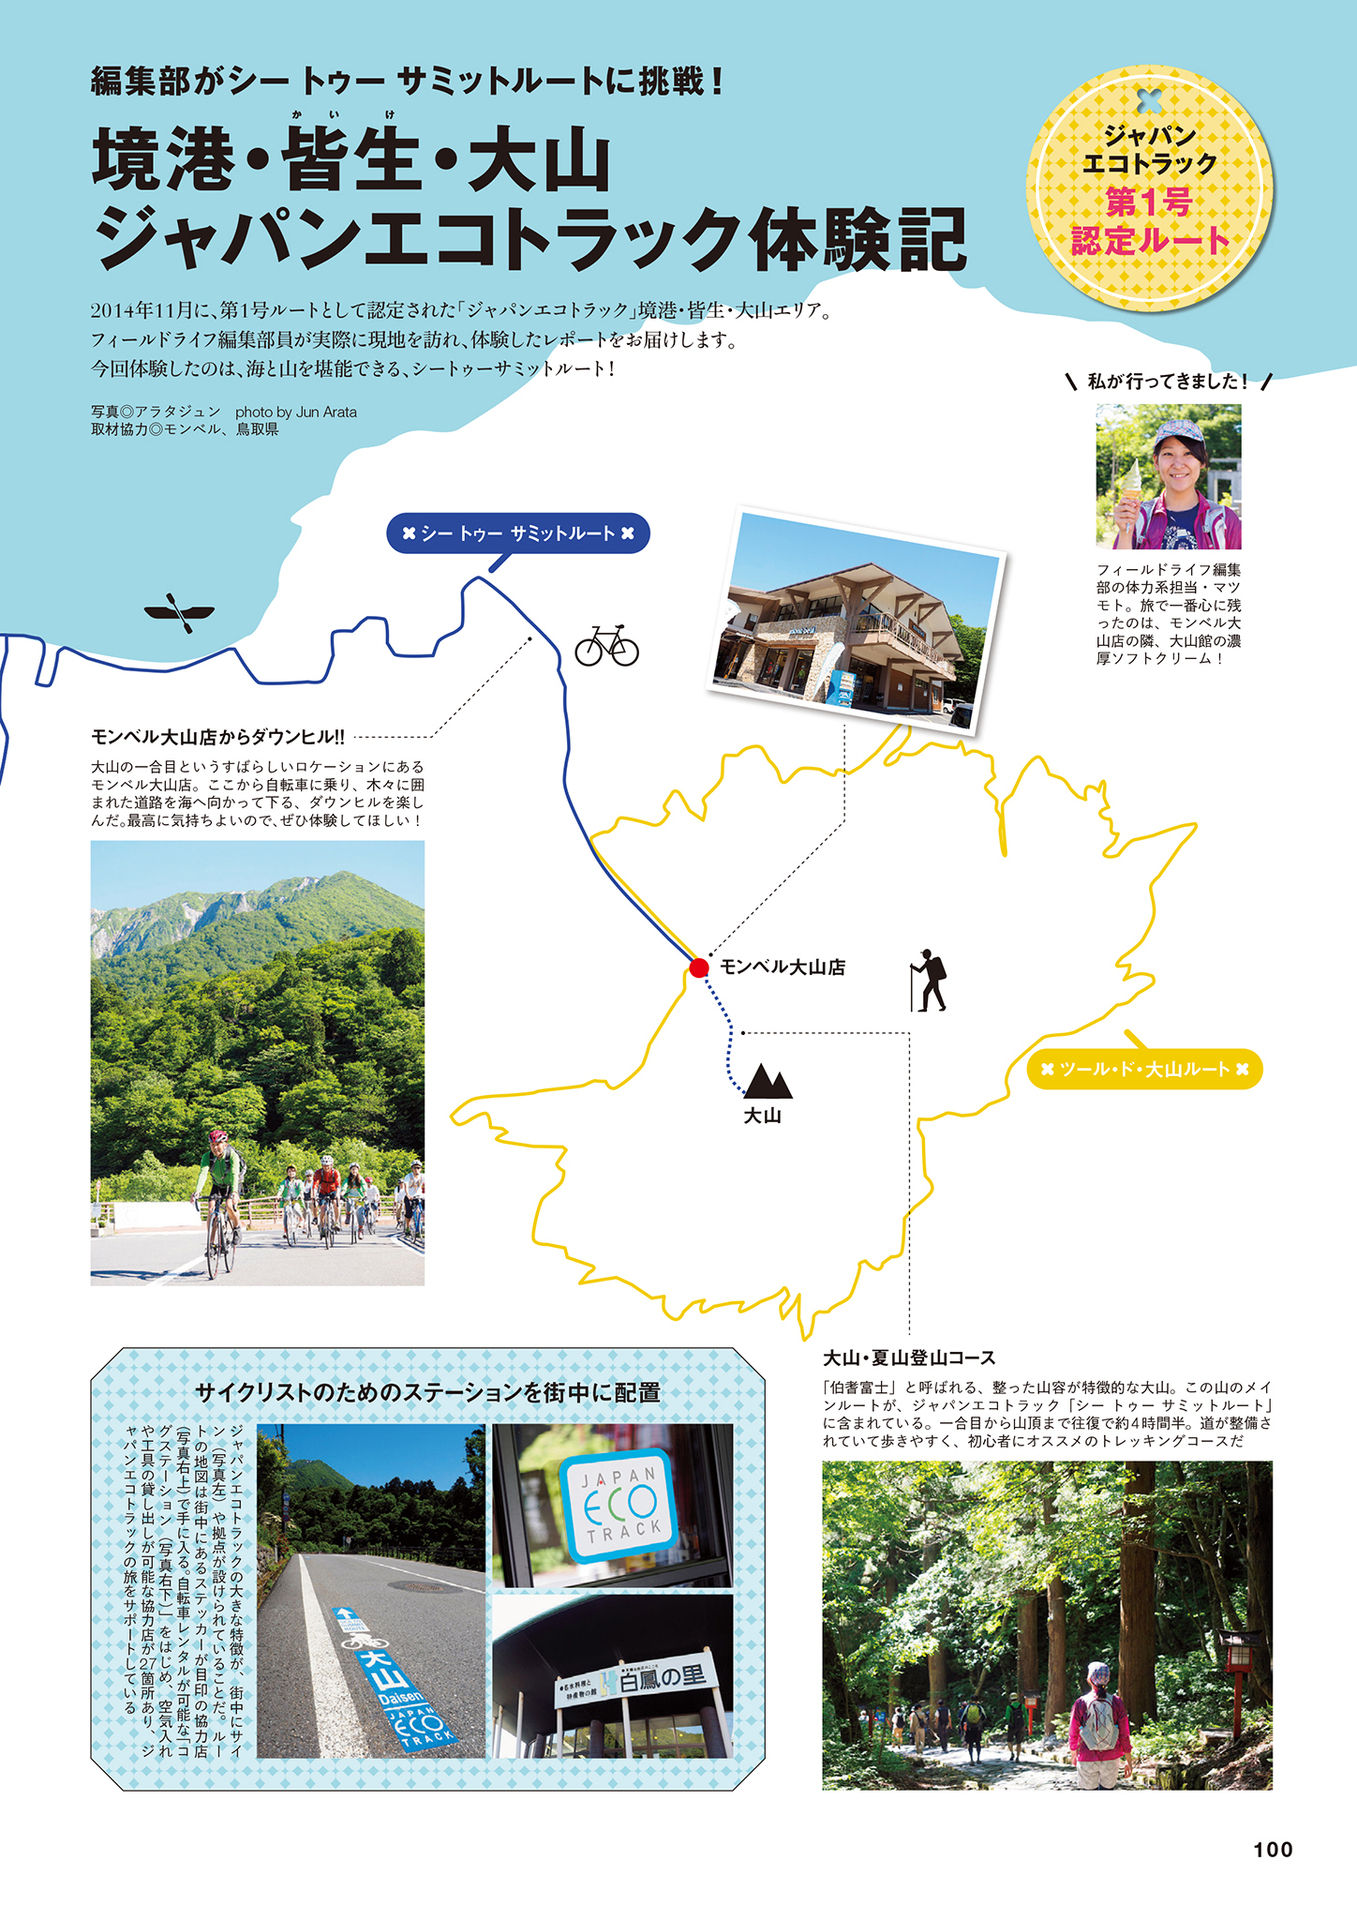 編集部がシー トゥー サミットルートに挑戦！
かいけ
境港・皆生・大山
ジャパンエコトラック体験記
ジャパン
エコトラック
第1号
認定ルート
2014年11月に、第1号ルートとして認定された「ジャパンエコトラック」境港・皆生・大山エリア。
フィールドライフ編集部員が実際に現地を訪れ、体験したレポートをお届けします。
今回体験したのは、海と山を堪能できる、シートゥーサミットルート！
写真◎アラタジュン　photo by Jun Arata
取材協力◎モンベル、鳥取県
私が行ってきました！
フィールドライフ編集
部の体力系担当・マツ
モト。旅で一番心に残
ったのは、モンベル大
山店の隣、大山館の濃
厚ソフトクリーム！
シー トゥー サミットルート
モンベル大山店からダウンヒル!!
大山の一合目というすばらしいロケーションにある
モンベル大山店。ここから自転車に乗り、木々に囲
まれた道路を海へ向かって下る、ダウンヒルを楽し
んだ。最高に気持ちよいので、ぜひ体験してほしい！
モンベル大山店
ツール・ド・大山ルート
大山
大山・夏山登山コース
「伯耆富士」と呼ばれる、整った山容が特徴的な大山。この山のメイ
ンルートが、ジャパンエコトラック「シー トゥー サミットルート」
に含まれている。一合目から山頂まで往復で約4時間半。道が整備さ
れていて歩きやすく、初心者にオススメのトレッキングコースだ
サイクリストのためのステーションを街中に配置
ジャパンエコトラックの大きな特徴が、街中にサイ
ン（写真左）や拠点が設けられていることだ。ルー
トの地図は街中にあるステッカーが目印の協力店
（写真右上）で手に入る。自転車レンタルが可能な「コ
グステーション（写真右下）」をはじめ、空気入れ
や工具の貸し出しが可能な協力店が27箇所あり、ジ
ャパンエコトラックの旅をサポートしている
大山
Daisen
JAPAN
ECO
TRACK
JAPAN
ECO
TRACK
白鳳の里
100